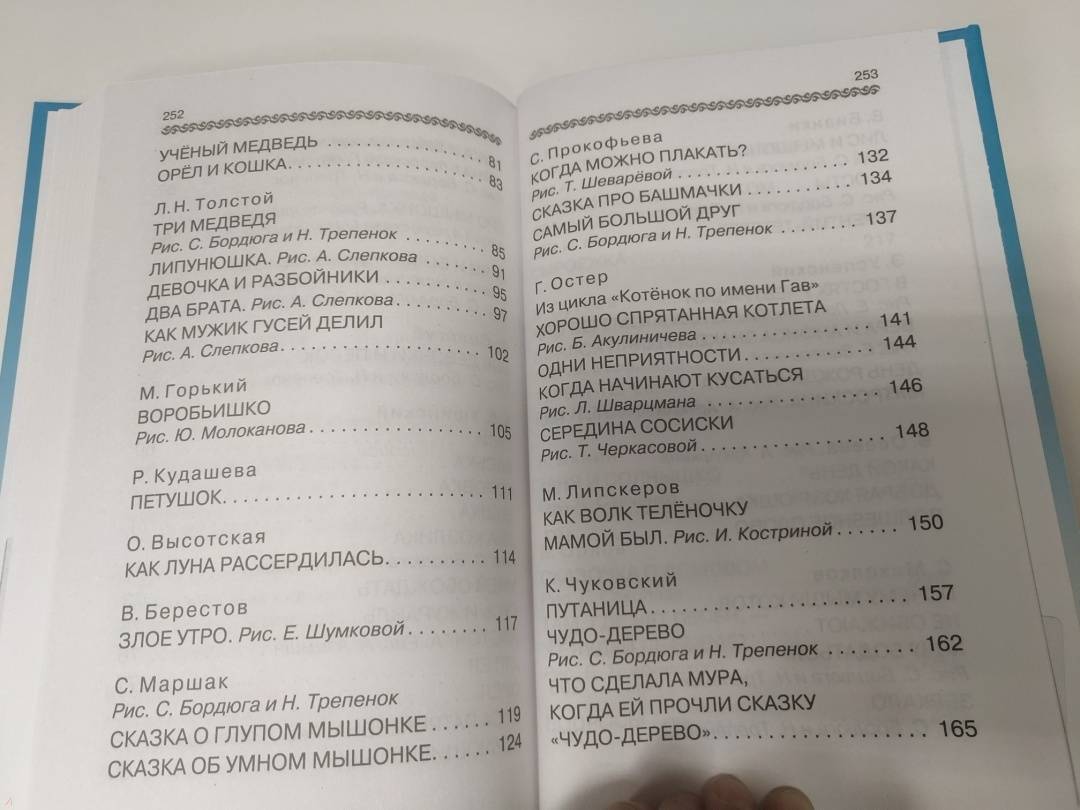 252
УЧЁНЫЙ МЕДВЕДЬ . . . . . . . . . . . . . . . . 81
ОРЁЛ И КОШКА. . . . . . . . . . . . . . . . . . . 83
Л.Н. Толстой
ТРИ МЕДВЕДЯ
Рис. С. Бордюга и Н. Трепенок . . . . . . . . 85
ЛИПУНЮШКА. Рис. А. Слепкова . . . . . . 91
ДЕВОЧКА И РАЗБОЙНИКИ . . . . . . . . . . 95
ДВА БРАТА. Рис. А. Слепкова. . . . . . . . . 97
КАК МУЖИК ГУСЕЙ ДЕЛИЛ
Рис. А. Слепкова. . . . . . . . . . . . . . . . . . 102
М. Горький
ВОРОБЬИШКО
Рис. Ю. Молоканова . . . . . . . . . . . . . . . 105
Р. Кудашева
ПЕТУШОК. . . . . . . . . . . . . . . . . . . . . . . 111
О. Высотская
КАК ЛУНА РАССЕРДИЛАСЬ. . . . . . . . . 114
В. Берестов
ЗЛОЕ УТРО. Рис. Е. Шумковой . . . . . . . 117
С. Маршак
Рис. С. Бордюга и Н. Трепенок
СКАЗКА О ГЛУПОМ МЫШОНКЕ . . . . . . 119
СКАЗКА ОБ УМНОМ МЫШОНКЕ. . . . . . 124
253
С. Прокофьева
КОГДА МОЖНО ПЛАКАТЬ?
Рис. Т. Шеварёвой . . . . . . . . . . . . . . . . 132
СКАЗКА ПРО БАШМАЧКИ . . . . . . . . . . 134
САМЫЙ БОЛЬШОЙ ДРУГ
Рис. С. Бордюга и Н. Трепенок . . . . . . . 137
Г. Остер
Из цикла «Котёнок по имени Гав»
ХОРОШО СПРЯТАННАЯ КОТЛЕТА
Рис. Б. Акулиничева . . . . . . . . . . . . . . . 141
ОДНИ НЕПРИЯТНОСТИ. . . . . . . . . . . . 144
КОГДА НАЧИНАЮТ КУСАТЬСЯ
Рис. Л. Шварцмана . . . . . . . . . . . . . . . 146
СЕРЕДИНА СОСИСКИ
Рис. Т. Черкасовой . . . . . . . . . . . . . . . 148
М. Липскеров
КАК ВОЛК ТЕЛЁНОЧКУ
МАМОЙ БЫЛ. Рис. И. Костриной . . . . . 150
К. Чуковский
ПУТАНИЦА . . . . . . . . . . . . . . . . . . . . . 157
ЧУДО-ДЕРЕВО
Рис. С. Бордюга и Н. Трепенок . . . . . . . 162
ЧТО СДЕЛАЛА МУРА,
КОГДА ЕЙ ПРОЧЛИ СКАЗКУ
«ЧУДО-ДЕРЕВО». . . . . . . . . . . . . . . . . 165